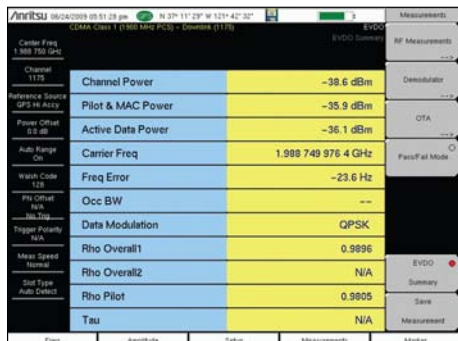 Anritsu 08/24/2009 05:51:28 pm GPS N 37° 11' 29" W 121° 42' 32"
CDMA Class 1 (1900 MHz PCS) - Downlink (1175) EVDO
EVDO Summary
Measurements
Center Freq
1.988 750 GHz
Channel
1175
Reference Source
GPS Hi Accy
Power Offset
0.0 dB
Auto Range
On
Walsh Code
128
PN Offset
N/A
No Trig
Trigger Polarity
N/A
Meas Speed
Normal
Slot Type
Auto Detect
Channel Power -38.6 dBm
Pilot & MAC Power -35.9 dBm
Active Data Power -36.1 dBm
Carrier Freq 1.988 749 976 4 GHz
Freq Error -23.6 Hz
Occ BW --
Data Modulation QPSK
Rho Overall1 0.9896
Rho Overall2 N/A
Rho Pilot 0.9805
Tau N/A
RF Measurements
-->
Demodulator
-->
OTA
-->
Pass/Fail Mode
EVDO
Summary
Save
Measurement
Freq Amplitude Setup Measurements Marker